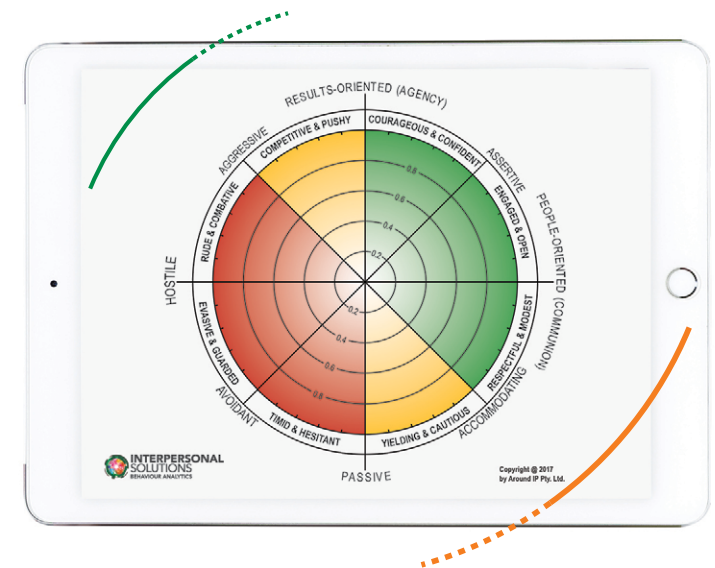 RESULTS-ORIENTED (AGENCY)
COMPETITIVE & PUSHY
COURAGEOUS & CONFIDENT
AGGRESSIVE
ASSERTIVE
RUDE & COMBATIVE
ENGAGED & OPEN
PEOPLE-ORIENTED (COMMUNION)
0.8
0.6
0.4
0.2
HOSTILE
0.2
0.4
0.6
0.8
EVASIVE & GUARDED
RESPECTFUL & MODEST
AVOIDANT
ACCOMMODATING
TIMID & HESITANT
YIELDING & CAUTIOUS
PASSIVE
INTERPERSONAL
SOLUTIONS
BEHAVIOUR ANALYTICS
Copyright @ 2017
by Around IP Pty. Ltd.